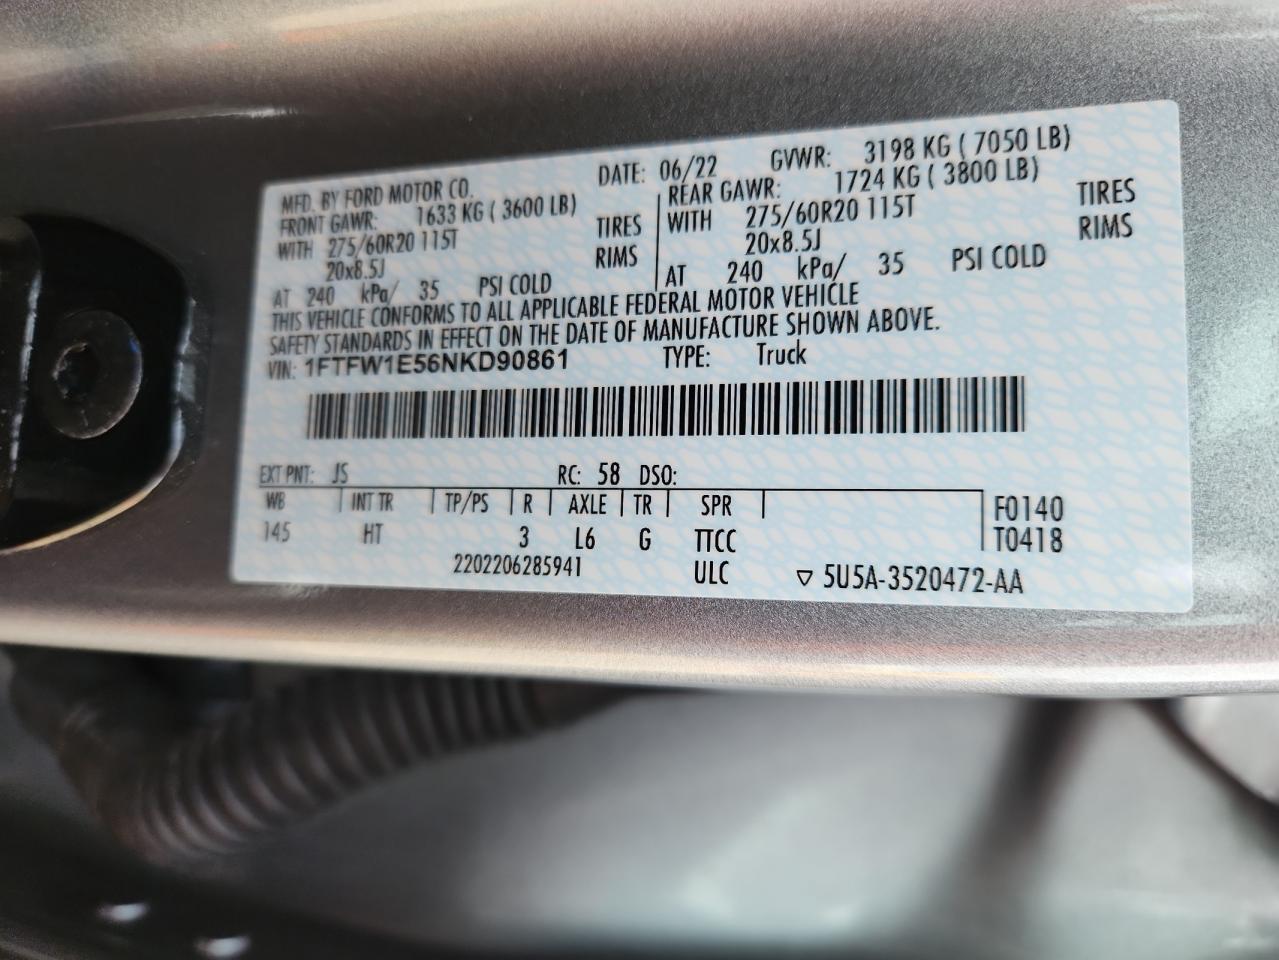 MFD. BY FORD MOTOR CO. DATE: 06/22 GVWR: 3198 KG ( 7050 LB)
FRONT GAWR: 1633 KG ( 3600 LB) REAR GAWR: 1724 KG ( 3800 LB)
WITH 275/60R20 115T TIRES WITH 275/60R20 115T TIRES
20x8.5J RIMS 20x8.5J RIMS
AT 240 kPa/ 35 PSI COLD AT 240 kPa/ 35 PSI COLD
THIS VEHICLE CONFORMS TO ALL APPLICABLE FEDERAL MOTOR VEHICLE
SAFETY STANDARDS IN EFFECT ON THE DATE OF MANUFACTURE SHOWN ABOVE.
VIN: 1FTFW1E56NKD90861 TYPE: Truck
EXT PNT: JS RC: 58 DSO:
WB INT TR TP/PS R AXLE TR SPR F0140
145 HT 3 L6 G TTCC T0418
2202206285941 ULC ▽ 5U5A-3520472-AA